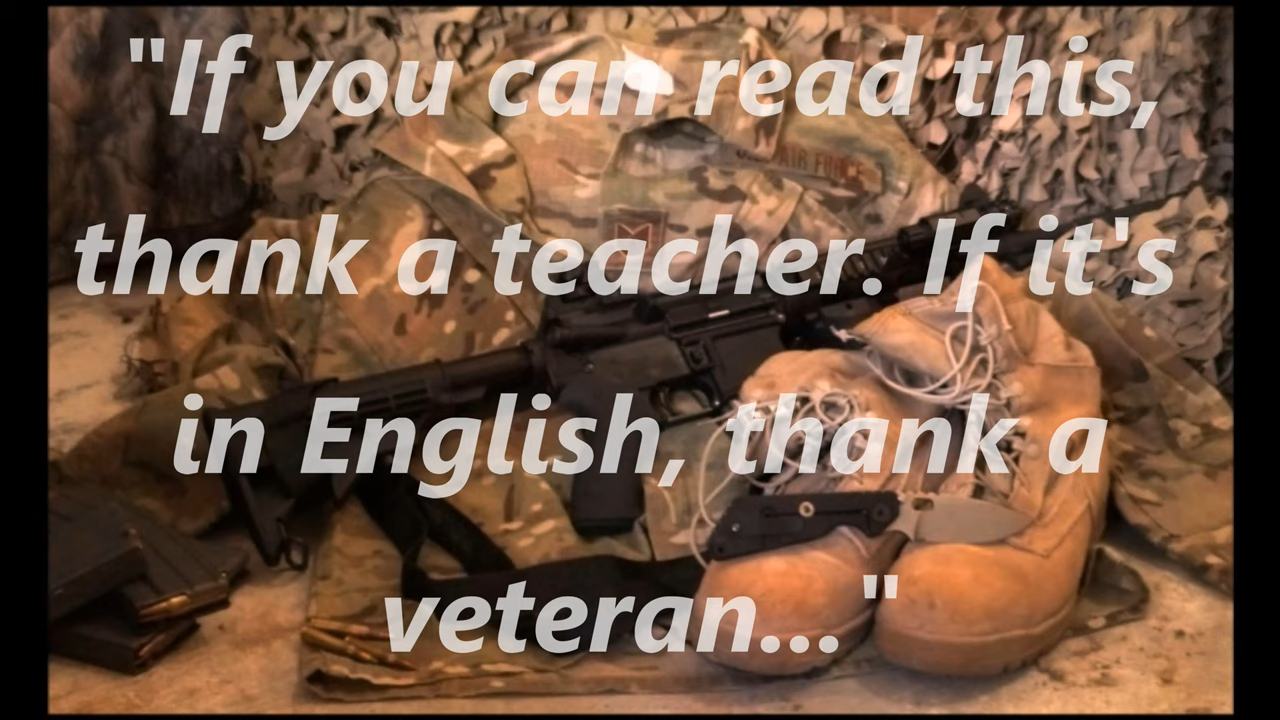 "If you can read this,
AIR FORCE
thank a teacher. If it's
in English, thank a
veteran..."